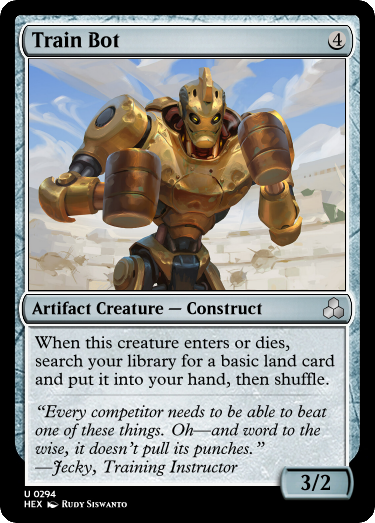 Train Bot
4
Artifact Creature — Construct
When this creature enters or dies,
search your library for a basic land card
and put it into your hand, then shuffle.
“Every competitor needs to be able to beat
one of these things. Oh—and word to the
wise, it doesn’t pull its punches.”
—Jecky, Training Instructor
3/2
U 0294
HEX Rudy Siswanto